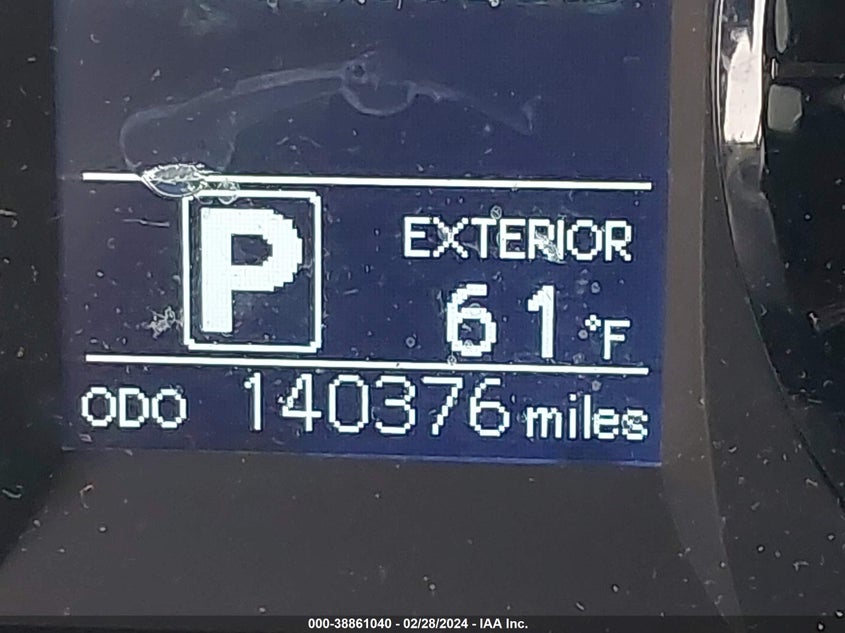 P
EXTERIOR
61 °F
ODO 140376 miles
000-38861040 - 02/28/2024 - IAA Inc.